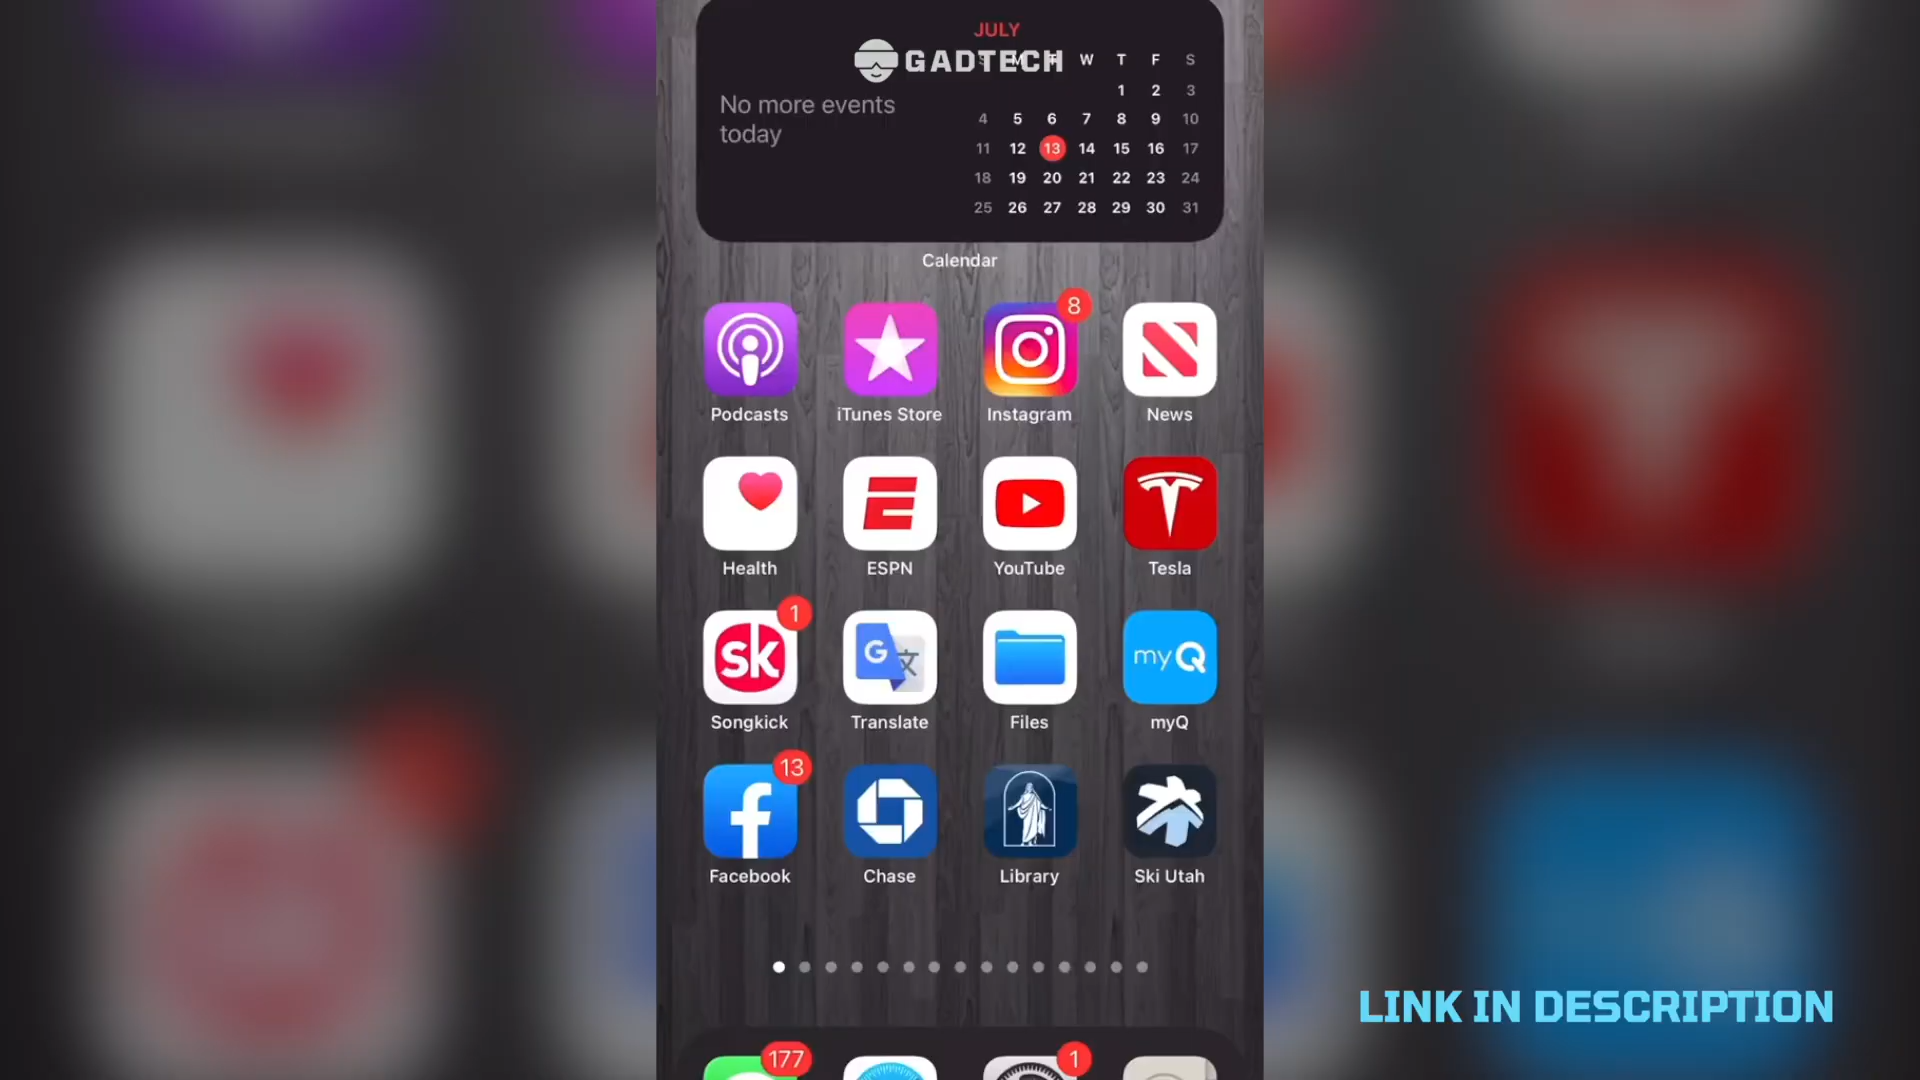 JULY
GADTECH
S M T W T F S
No more events
today
1 2 3
4 5 6 7 8 9 10
11 12 13 14 15 16 17
18 19 20 21 22 23 24
25 26 27 28 29 30 31
Calendar
8
Podcasts iTunes Store Instagram News
E
Health ESPN YouTube Tesla
1
sk G 文 myQ
Songkick Translate Files myQ
13
f
Facebook Chase Library Ski Utah
LINK IN DESCRIPTION
177 1